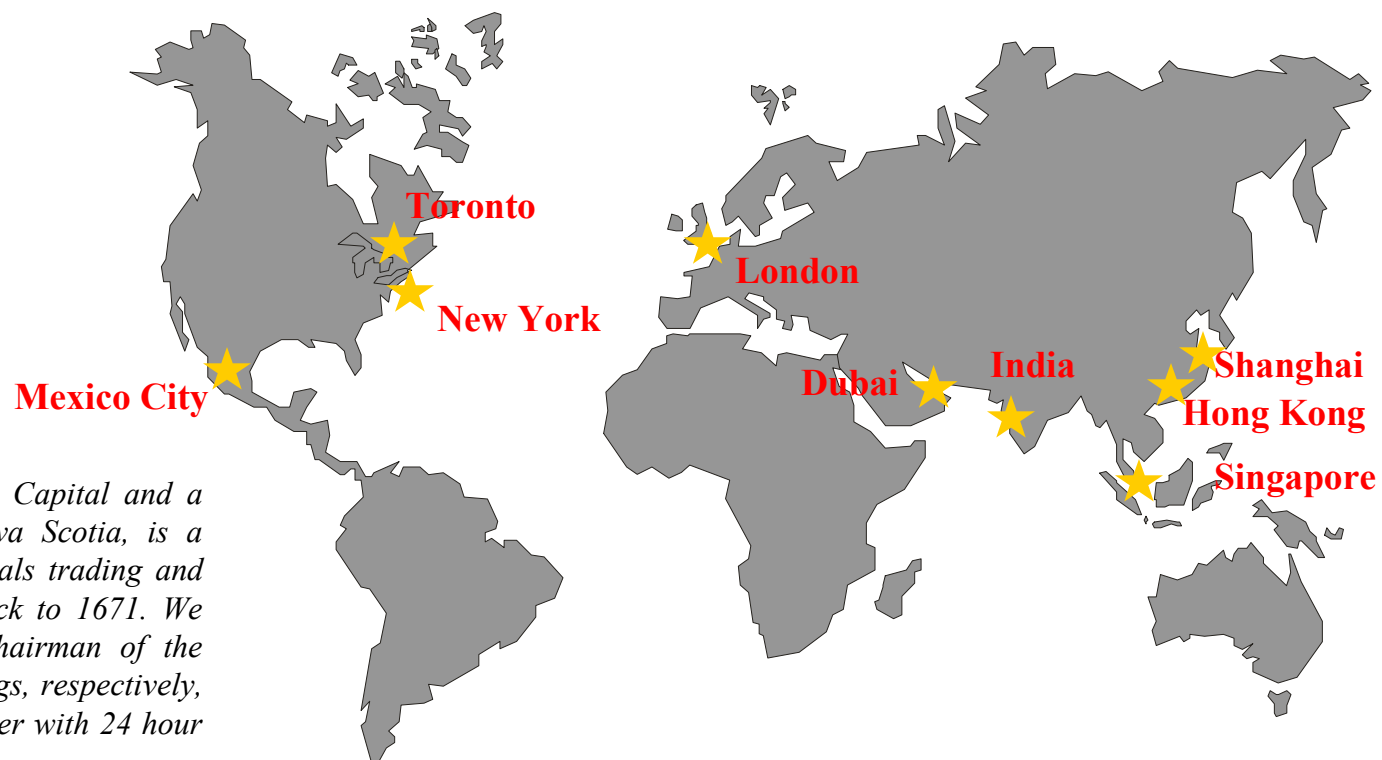 Toronto
London
New York
India
Shanghai
Dubai
Mexico City
Hong Kong
Singapore
Capital and a
va Scotia, is a
als trading and
ck to 1671. We
hairman of the
gs, respectively,
er with 24 hour